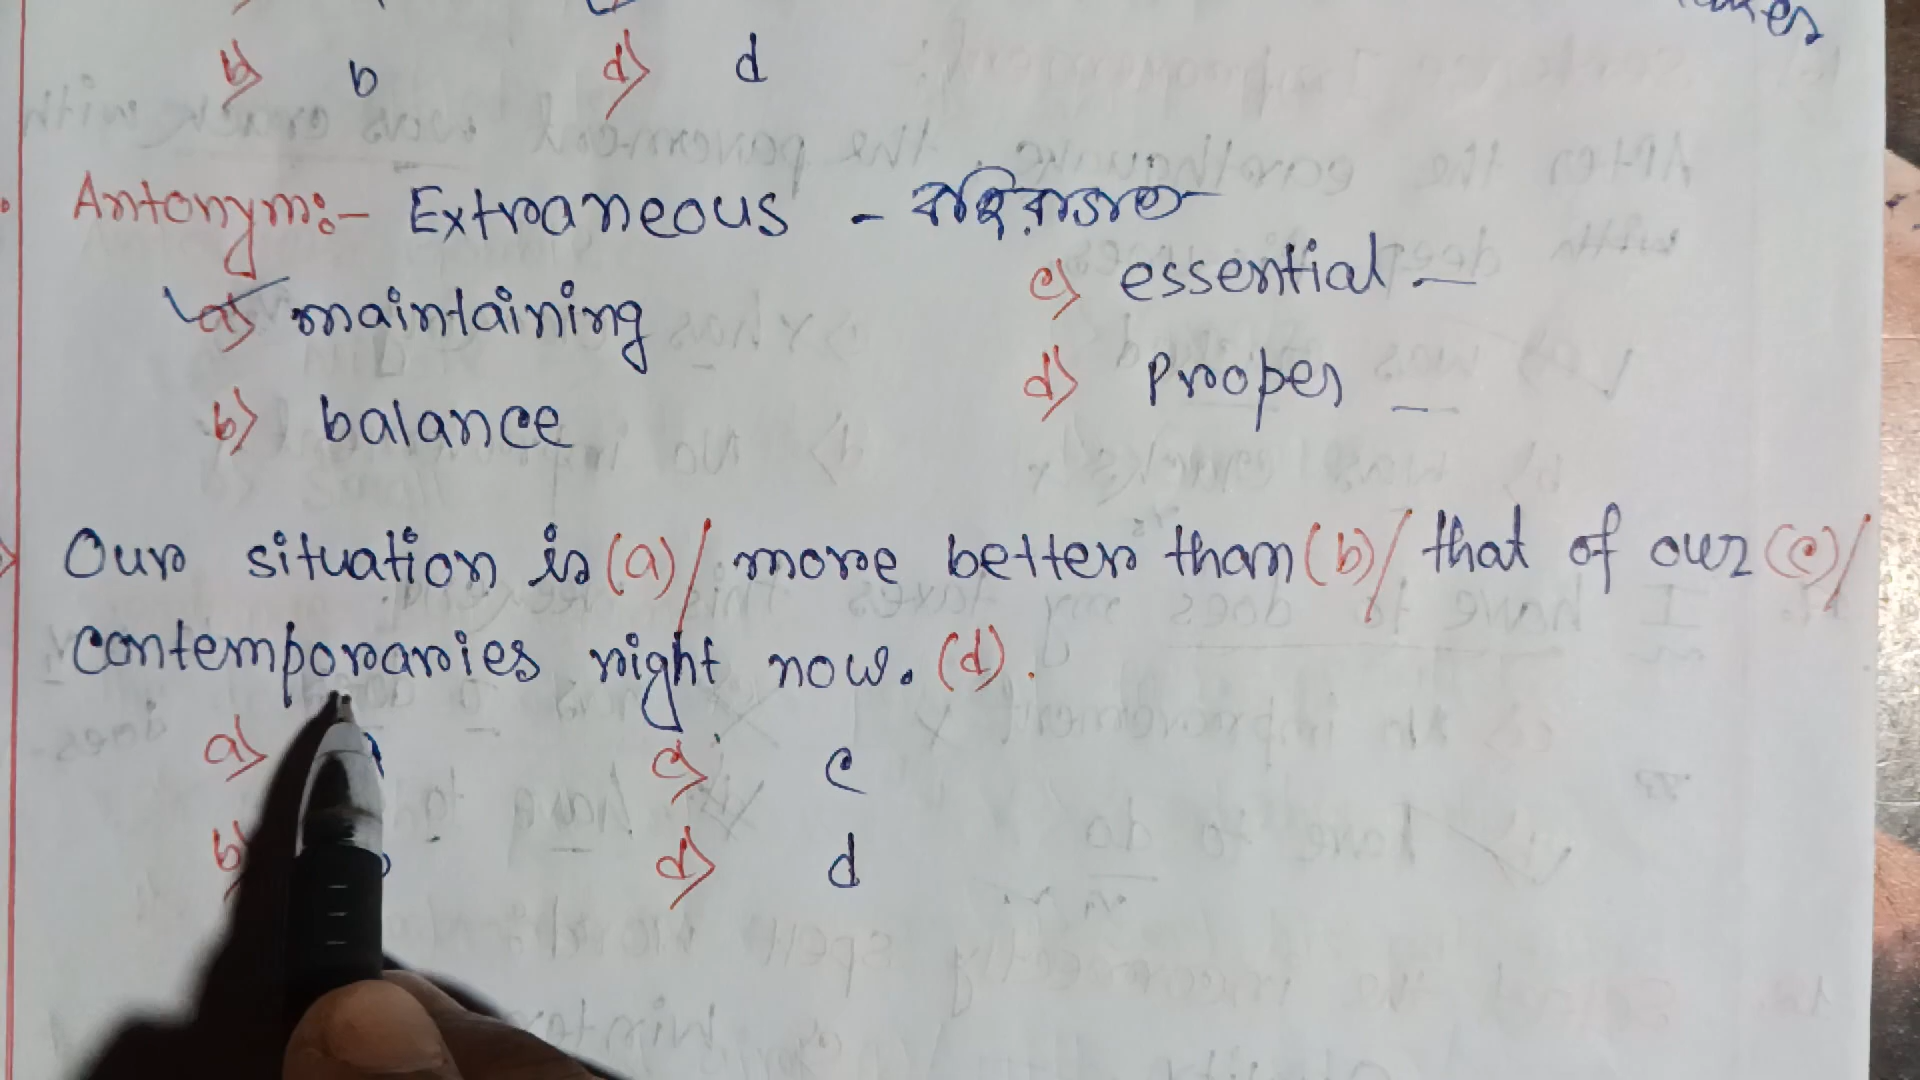 b) b d) d
Antonym:- Extraneous - বহিরাগত
a) maintaining c) essential -
b) balance d) Proper -
Our situation is (a)/ more better than (b)/ that of our (c)/
contemporaries right now. (d).
a) c) c
b) d) d